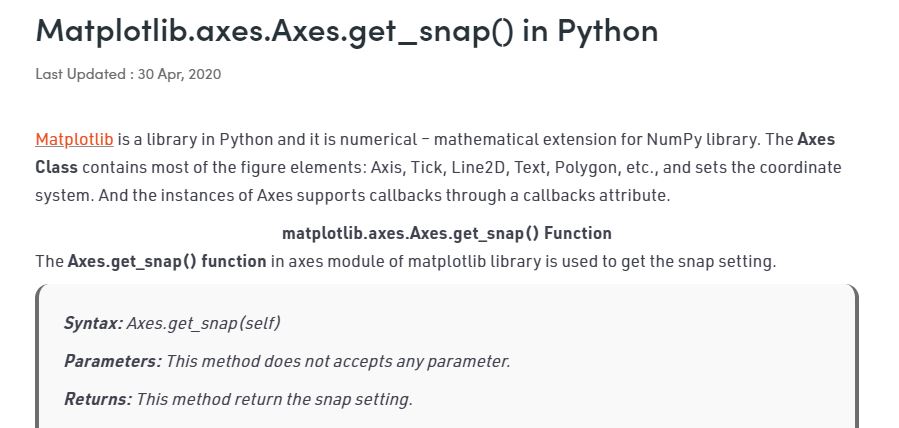 Matplotlib.axes.Axes.get_snap() in Python
Last Updated : 30 Apr, 2020
Matplotlib is a library in Python and it is numerical – mathematical extension for NumPy library. The Axes
Class contains most of the figure elements: Axis, Tick, Line2D, Text, Polygon, etc., and sets the coordinate
system. And the instances of Axes supports callbacks through a callbacks attribute.
matplotlib.axes.Axes.get_snap() Function
The Axes.get_snap() function in axes module of matplotlib library is used to get the snap setting.
Syntax: Axes.get_snap(self)
Parameters: This method does not accepts any parameter.
Returns: This method return the snap setting.